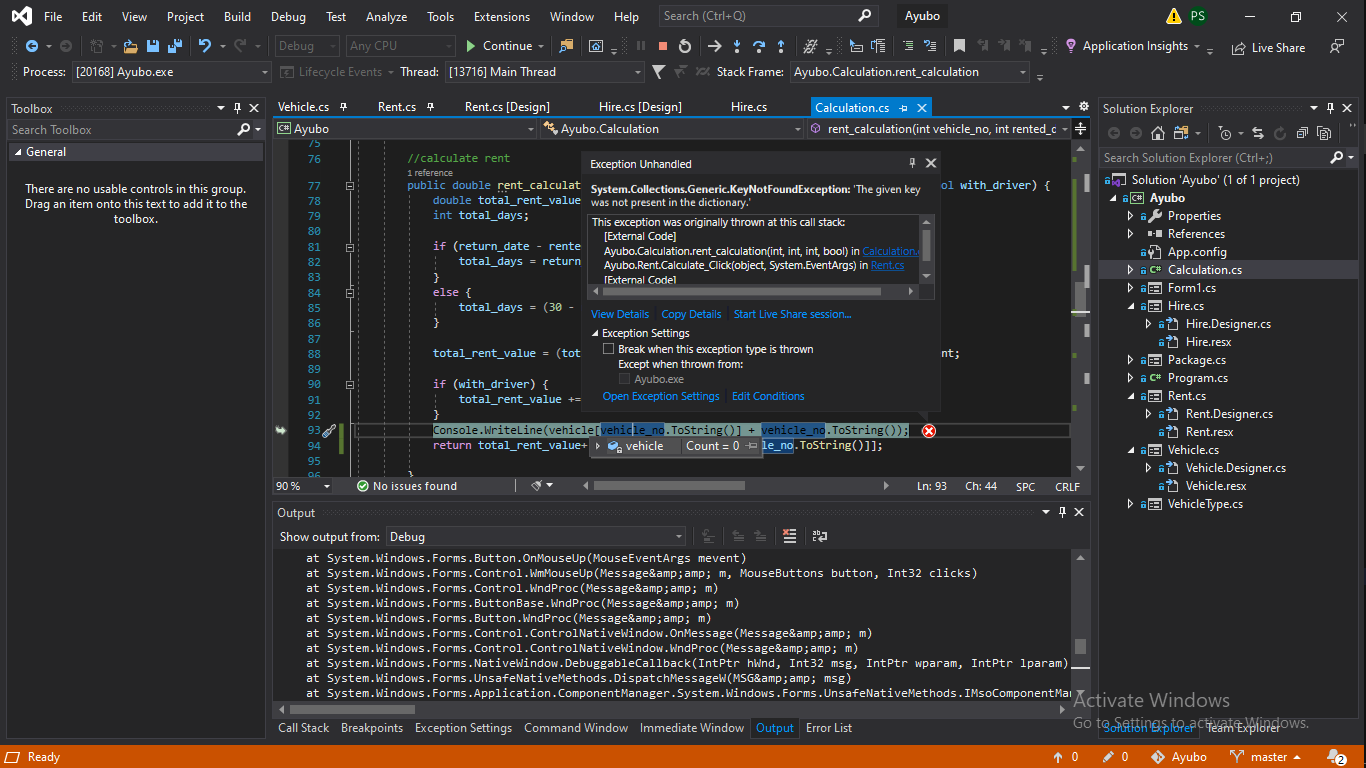 File Edit View Project Build Debug Test Analyze Tools Extensions Window Help Search (Ctrl+Q) Ayubo PS
Debug Any CPU Continue Application Insights Live Share
Process: [20168] Ayubo.exe Lifecycle Events Thread: [13716] Main Thread Stack Frame: Ayubo.Calculation.rent_calculation
Toolbox
Search Toolbox
General
There are no usable controls in this group.
Drag an item onto this text to add it to the
toolbox.
Vehicle.cs Rent.cs Rent.cs [Design] Hire.cs [Design] Hire.cs Calculation.cs
Ayubo Ayubo.Calculation rent_calculation(int vehicle_no, int rented_c
75
76 //calculate rent
1 reference
77 public double rent_calculat ol with_driver) {
78 double total_rent_value
79 int total_days;
80
81 if (return_date - rente
82 total_days = return
83 }
84 else {
85 total_days = (30 -
86 }
87
88 total_rent_value = (tot nt;
89
90 if (with_driver) {
91 total_rent_value +=
92 }
93 Console.WriteLine(vehicle[vehicle_no.ToString()] + vehicle_no.ToString());
94 return total_rent_value+ le_no.ToString()]];
95
96 }
vehicle Count = 0
Exception Unhandled
System.Collections.Generic.KeyNotFoundException: 'The given key
was not present in the dictionary.'
This exception was originally thrown at this call stack:
[External Code]
Ayubo.Calculation.rent_calculation(int, int, int, bool) in Calculation.c
Ayubo.Rent.Calculate_Click(object, System.EventArgs) in Rent.cs
[External Code]
View Details Copy Details Start Live Share session...
Exception Settings
Break when this exception type is thrown
Except when thrown from:
Ayubo.exe
Open Exception Settings Edit Conditions
90 % No issues found Ln: 93 Ch: 44 SPC CRLF
Output
Show output from: Debug
at System.Windows.Forms.Button.OnMouseUp(MouseEventArgs mevent)
at System.Windows.Forms.Control.WmMouseUp(Message&amp;amp; m, MouseButtons button, Int32 clicks)
at System.Windows.Forms.Control.WndProc(Message&amp;amp; m)
at System.Windows.Forms.ButtonBase.WndProc(Message&amp;amp; m)
at System.Windows.Forms.Button.WndProc(Message&amp;amp; m)
at System.Windows.Forms.Control.ControlNativeWindow.OnMessage(Message&amp;amp; m)
at System.Windows.Forms.Control.ControlNativeWindow.WndProc(Message&amp;amp; m)
at System.Windows.Forms.NativeWindow.DebuggableCallback(IntPtr hWnd, Int32 msg, IntPtr wparam, IntPtr lparam)
at System.Windows.Forms.UnsafeNativeMethods.DispatchMessageW(MSG&amp;amp; msg)
at System.Windows.Forms.Application.ComponentManager.System.Windows.Forms.UnsafeNativeMethods.IMsoComponentMan
Call Stack Breakpoints Exception Settings Command Window Immediate Window Output Error List
Solution Explorer
Search Solution Explorer (Ctrl+;)
Solution 'Ayubo' (1 of 1 project)
Ayubo
Properties
References
App.config
Calculation.cs
Form1.cs
Hire.cs
Hire.Designer.cs
Hire.resx
Package.cs
Program.cs
Rent.cs
Rent.Designer.cs
Rent.resx
Vehicle.cs
Vehicle.Designer.cs
Vehicle.resx
VehicleType.cs
Activate Windows
Go to Settings to activate Windows.
Solution Explorer Team Explorer
Ready 0 0 Ayubo master 2